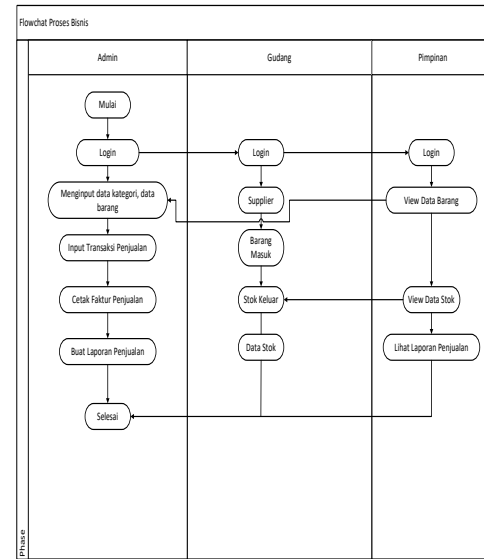 Flowchat Proses Bisnis
Admin
Gudang
Pimpinan
Mulai
Login
Login
Login
Menginput data kategori, data
barang
Supplier
View Data Barang
Input Transaksi Penjualan
Barang
Masuk
Cetak Faktur Penjualan
Stok Keluar
View Data Stok
Buat Laporan Penjualan
Data Stok
Lihat Laporan Penjualan
Selesai
Phase